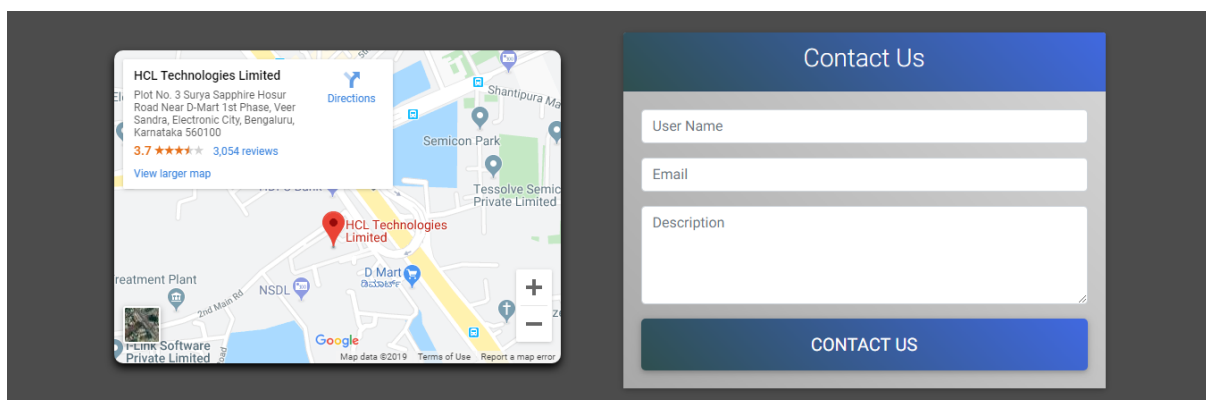 HCL Technologies Limited
Plot No. 3 Surya Sapphire Hosur
Road Near D-Mart 1st Phase, Veer
Sandra, Electronic City, Bengaluru,
Karnataka 560100
3.7
3,054 reviews
View larger map
Directions
Shantipura Ma
Semicon Park
Tessolve Semic
Private Limited
HCL Technologies
Limited
D Mart
ಡಿಮಾರ್ಟ್
reatment Plant
NSDL
2nd Main Rd
i-Link Software
Private Limited
Google
Map data ©2019
Terms of Use
Report a map error
Contact Us
User Name
Email
Description
CONTACT US